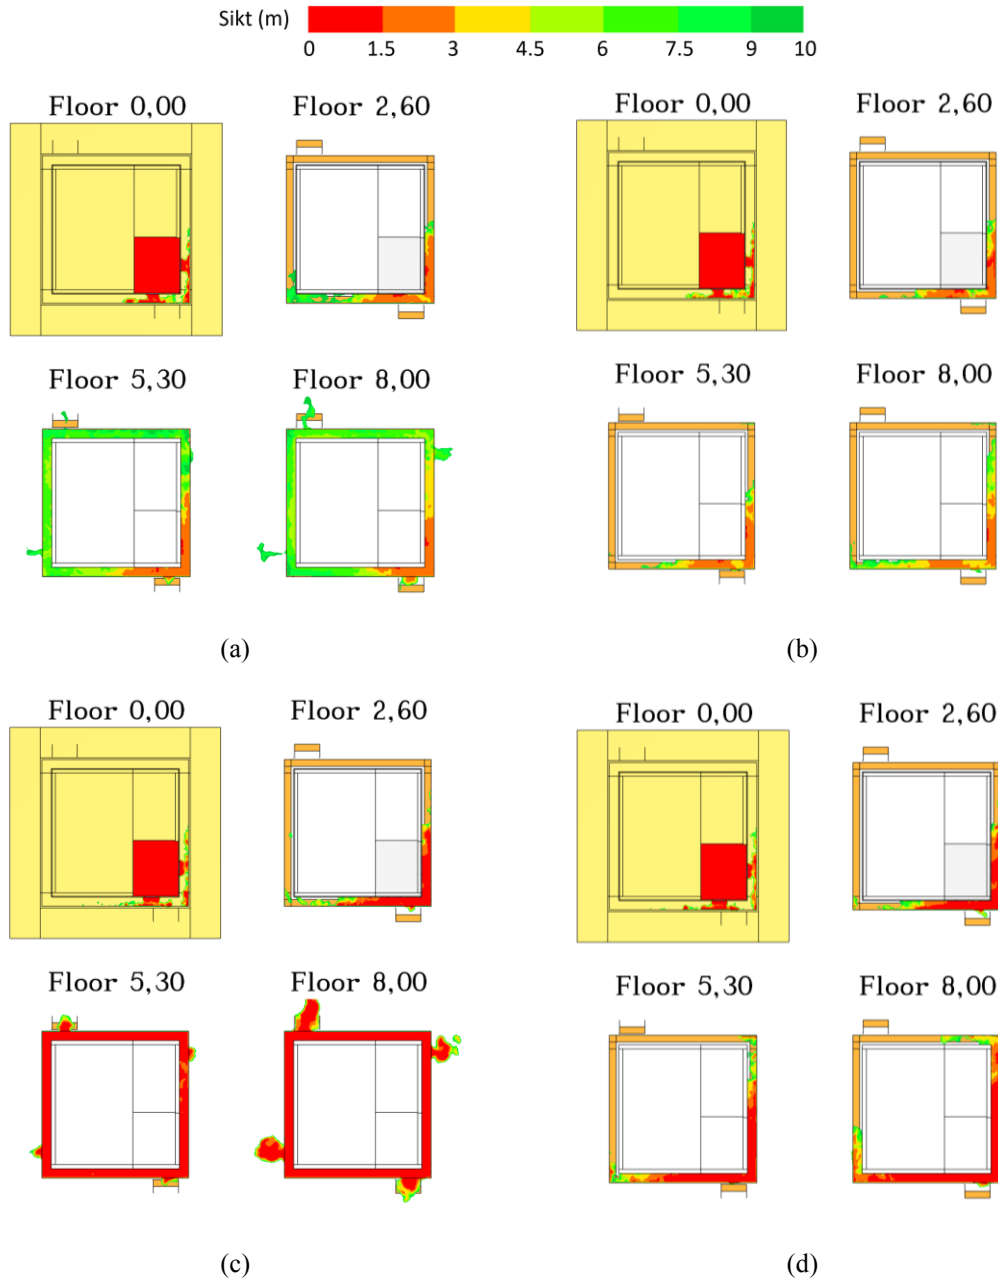 Sikt (m)
0 1.5 3 4.5 6 7.5 9 10
Floor 0,00 Floor 2,60 Floor 0,00 Floor 2,60
Floor 5,30 Floor 8,00 Floor 5,30 Floor 8,00
(a) (b)
Floor 0,00 Floor 2,60 Floor 0,00 Floor 2,60
Floor 5,30 Floor 8,00 Floor 5,30 Floor 8,00
(c) (d)